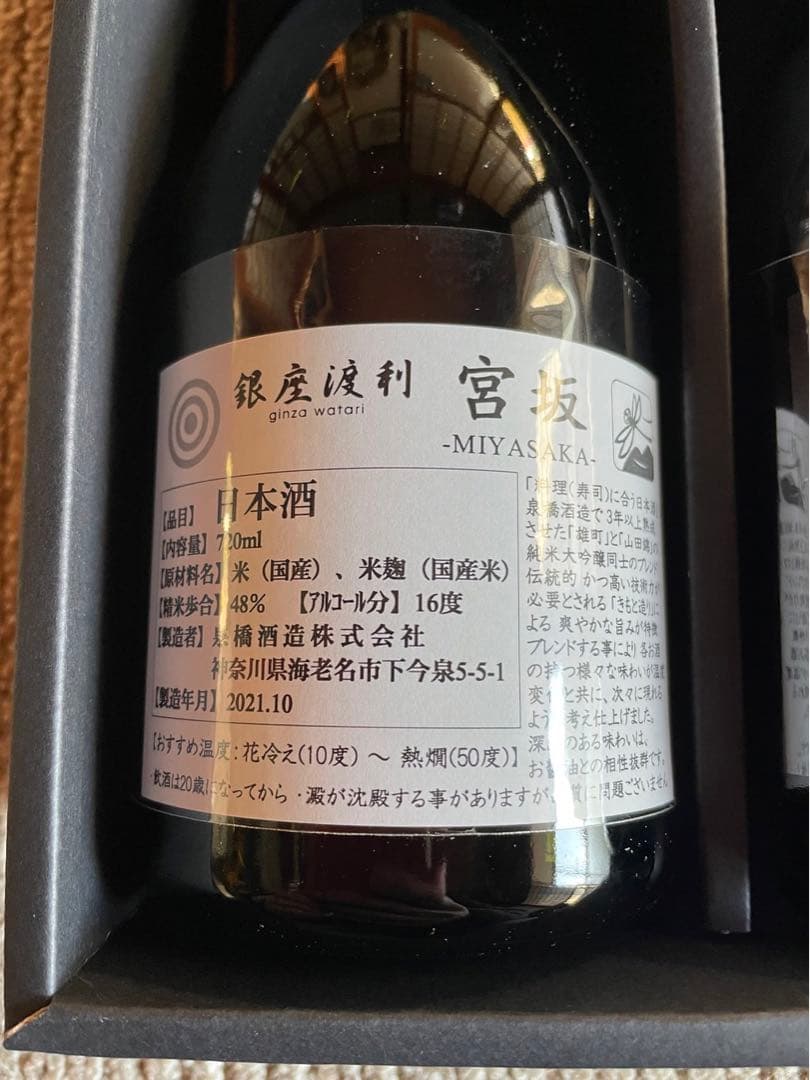 銀座渡利 宮坂
ginza watari
-MIYASAKA-
【品目】 日本酒
【内容量】 720ml
【原材料名】 米（国産）、米麹（国産米）
【精米歩合】 48% 【アルコール分】 16度
【製造者】 泉橋酒造株式会社
神奈川県海老名市下今泉5-5-1
【製造年月】 2021.10
「料理(寿司)に合う日本酒
泉橋酒造で3年以上熟成
させた「雄町」と「山田錦」の
純米大吟醸同士のブレンド
伝統的 かつ高い技術力が
必要とされる「きもと造り」に
よる 爽やかな旨みが特徴
ブレンドする事により 各お酒
の持つ様々な味わいが温度
変化と共に、次々に現れる
よう 考え仕上げました。
深みのある味わいは、
お醤油との相性抜群です。
【おすすめ温度：花冷え(10度) ～ 熱燗(50度)】
・飲酒は20歳になってから ・澱が沈殿する事がありますが品質に問題ございません